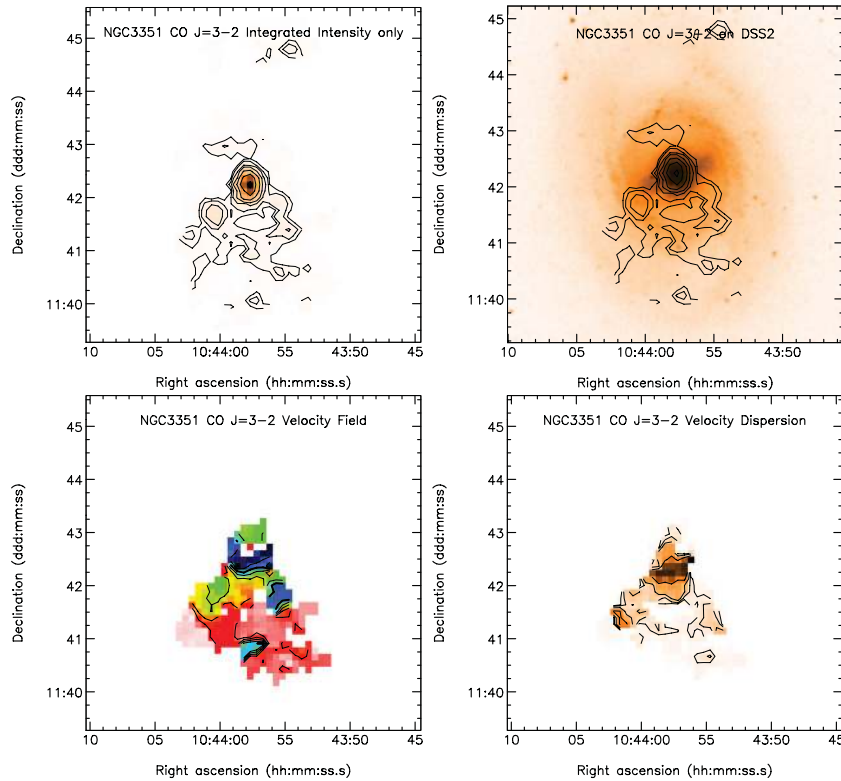 NGC3351 CO J=3-2 Integrated Intensity only
45
44
43
42
41
11:40
Declination (ddd:mm:ss)
10 05 10:44:00 55 43:50 45
Right ascension (hh:mm:ss.s)
NGC3351 CO J=3-2 on DSS2
45
44
43
42
41
11:40
Declination (ddd:mm:ss)
10 05 10:44:00 55 43:50
Right ascension (hh:mm:ss.s)
NGC3351 CO J=3-2 Velocity Field
45
44
43
42
41
11:40
Declination (ddd:mm:ss)
10 05 10:44:00 55 43:50 45
Right ascension (hh:mm:ss.s)
NGC3351 CO J=3-2 Velocity Dispersion
45
44
43
42
41
11:40
Declination (ddd:mm:ss)
10 05 10:44:00 55 43:50 45
Right ascension (hh:mm:ss.s)